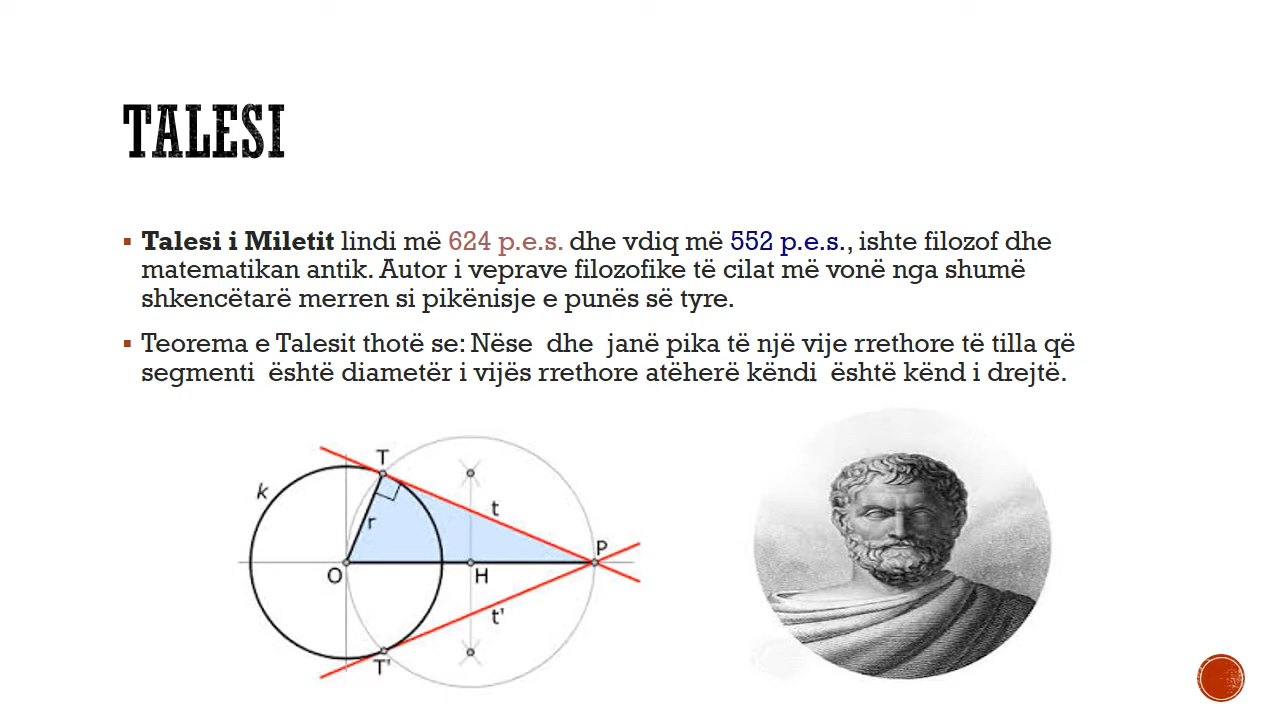 TALESI
Talesi i Miletit lindi më 624 p.e.s. dhe vdiq më 552 p.e.s., ishte filozof dhe
matematikan antik. Autor i veprave filozofike të cilat më vonë nga shumë
shkencëtarë merren si pikënisje e punës së tyre.
Teorema e Talesit thotë se: Nëse dhe janë pika të një vije rrethore të tilla që
segmenti është diametër i vijës rrethore atëherë këndi është kënd i drejtë.
T
k
t
r
P
O
H
t'
T'